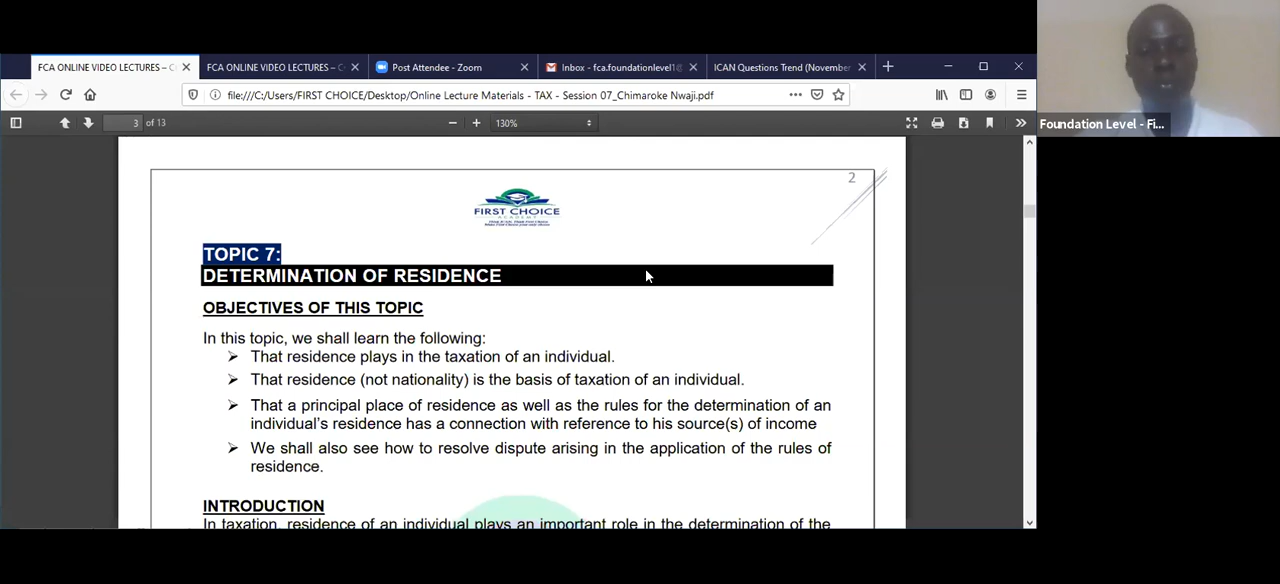 FCA ONLINE VIDEO LECTURES – C
FCA ONLINE VIDEO LECTURES – C
Post Attendee - Zoom
Inbox - fca.foundationlevel1@
ICAN Questions Trend (November
file:///C:/Users/FIRST CHOICE/Desktop/Online Lecture Materials - TAX - Session 07_Chimaroke Nwaji.pdf
3 of 13
130%
Foundation Level - Fi...
2
FIRST CHOICE
ACADEMY
TOPIC 7:
DETERMINATION OF RESIDENCE
OBJECTIVES OF THIS TOPIC
In this topic, we shall learn the following:
➢ That residence plays in the taxation of an individual.
➢ That residence (not nationality) is the basis of taxation of an individual.
➢ That a principal place of residence as well as the rules for the determination of an
individual's residence has a connection with reference to his source(s) of income
➢ We shall also see how to resolve dispute arising in the application of the rules of
residence.
INTRODUCTION
In taxation, residence of an individual plays an important role in the determination of the